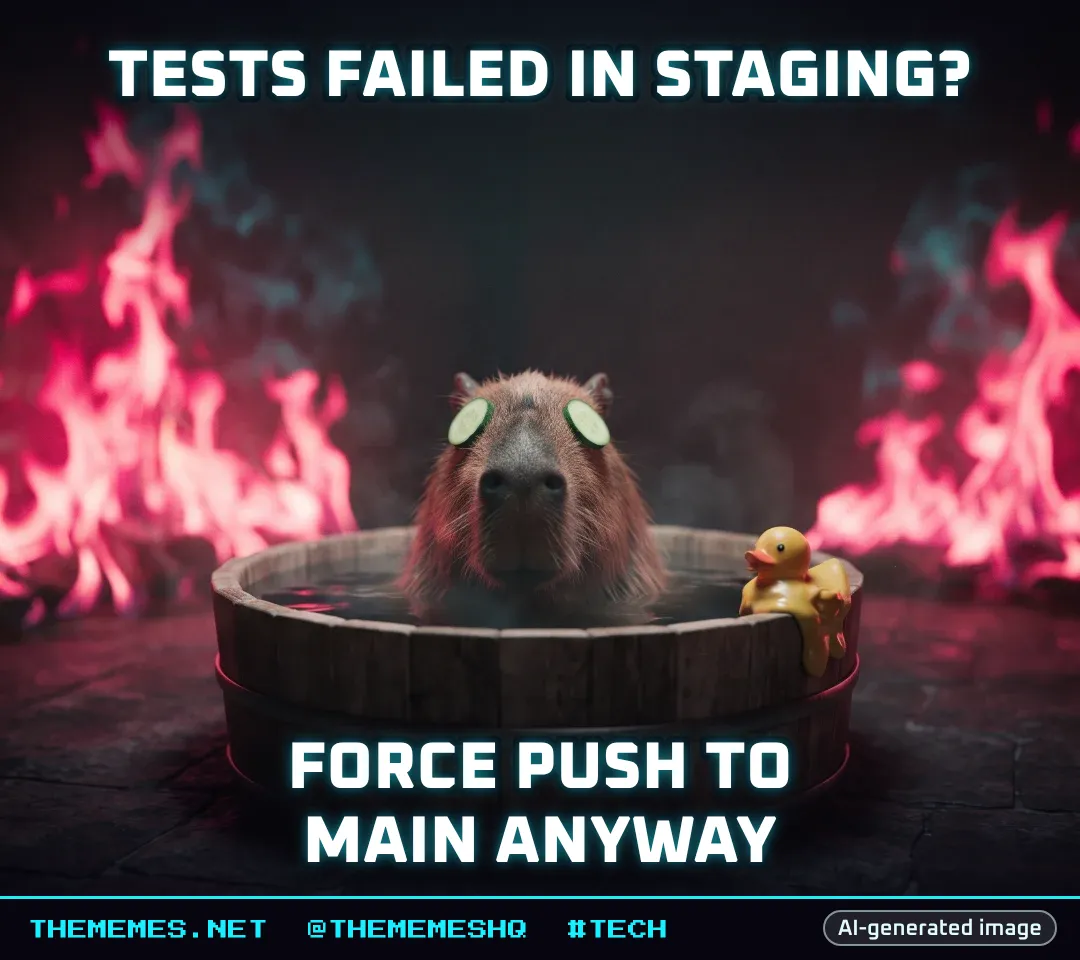 TESTS FAILED IN STAGING?
FORCE PUSH TO
MAIN ANYWAY
THEMEMES.NET @THEMEMESHQ #TECH AI-generated image